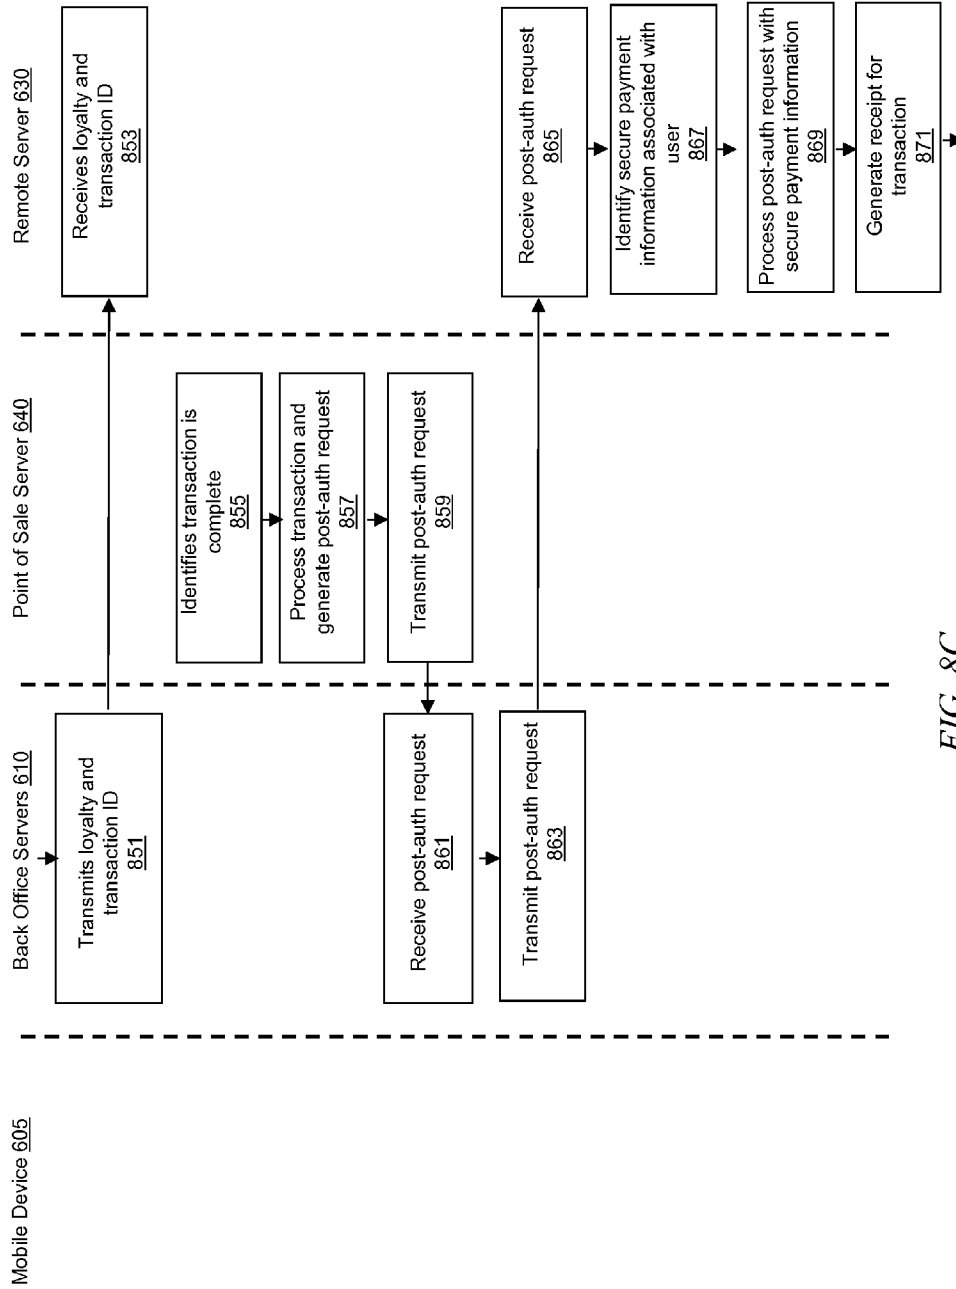 Mobile Device 605
Back Office Servers 610
Point of Sale Server 640
Remote Server 630
Transmits loyalty and
transaction ID
851
Receives loyalty and
transaction ID
853
Identifies transaction is
complete
855
Process transaction and
generate post-auth request
857
Transmit post-auth request
859
Receive post-auth request
861
Transmit post-auth request
863
Receive post-auth request
865
Identify secure payment
information associated with
user
867
Process post-auth request with
secure payment information
869
Generate receipt for
transaction
871
FIG. 8C